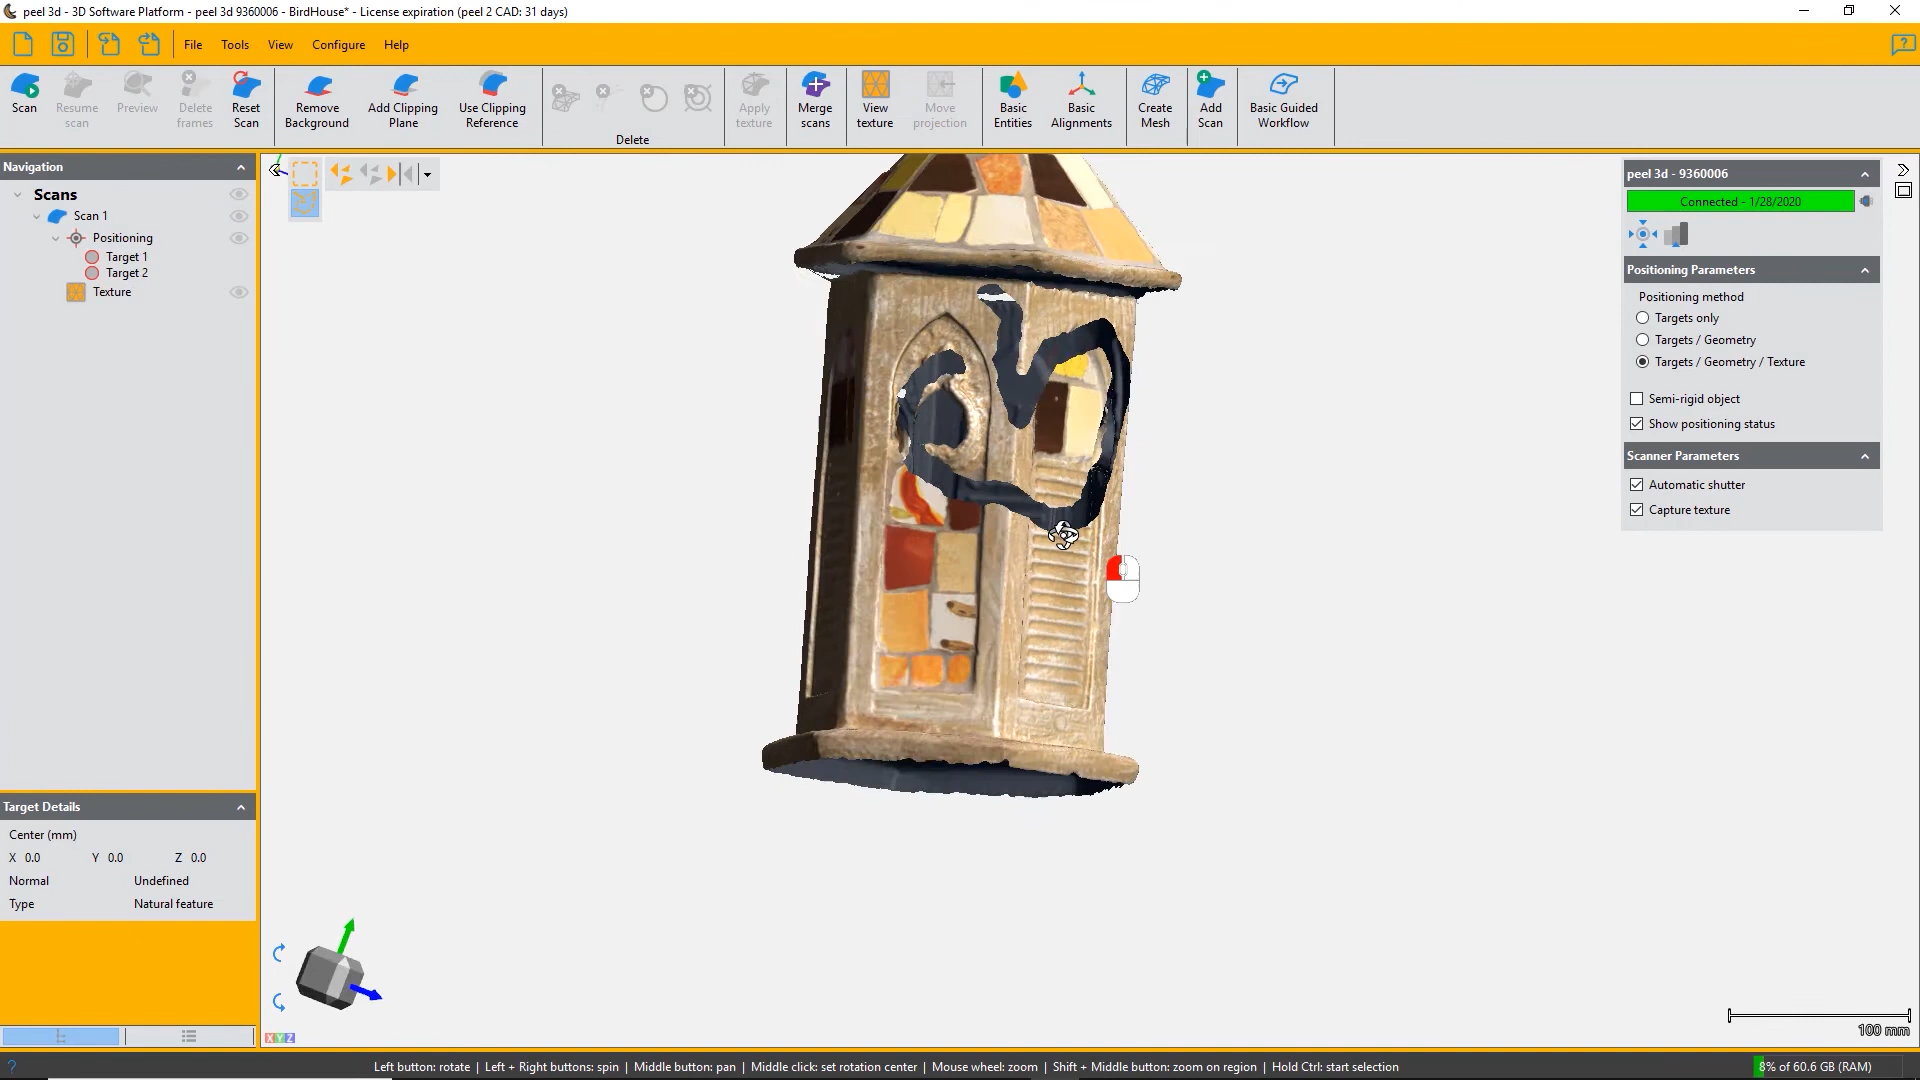 peel 3d - 3D Software Platform - peel 3d 9360006 - BirdHouse* - License expiration (peel 2 CAD: 31 days)
File Tools View Configure Help
Scan
Resume scan
Preview
Delete frames
Reset Scan
Remove Background
Add Clipping Plane
Use Clipping Reference
Delete
Apply texture
Merge scans
View texture
Move projection
Basic Entities
Basic Alignments
Create Mesh
Add Scan
Basic Guided Workflow
Navigation
Scans
Scan 1
Positioning
Target 1
Target 2
Texture
Target Details
Center (mm)
X 0.0 Y 0.0 Z 0.0
Normal Undefined
Type Natural feature
peel 3d - 9360006
Connected - 1/28/2020
Positioning Parameters
Positioning method
Targets only
Targets / Geometry
Targets / Geometry / Texture
Semi-rigid object
Show positioning status
Scanner Parameters
Automatic shutter
Capture texture
XYZ
100 mm
? Left button: rotate | Left + Right buttons: spin | Middle button: pan | Middle click: set rotation center | Mouse wheel: zoom | Shift + Middle button: zoom on region | Hold Ctrl: start selection
8% of 60.6 GB (RAM)